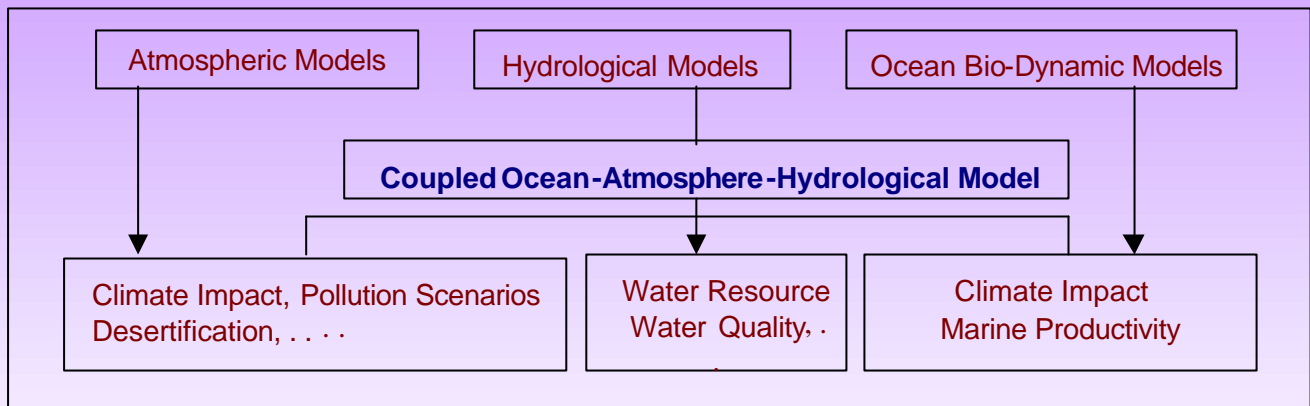 Atmospheric Models
Hydrological Models
Ocean Bio-Dynamic Models
Coupled Ocean-Atmosphere-Hydrological Model
Climate Impact, Pollution Scenarios
Desertification, . . . .
Water Resource
Water Quality, .
.
Climate Impact
Marine Productivity